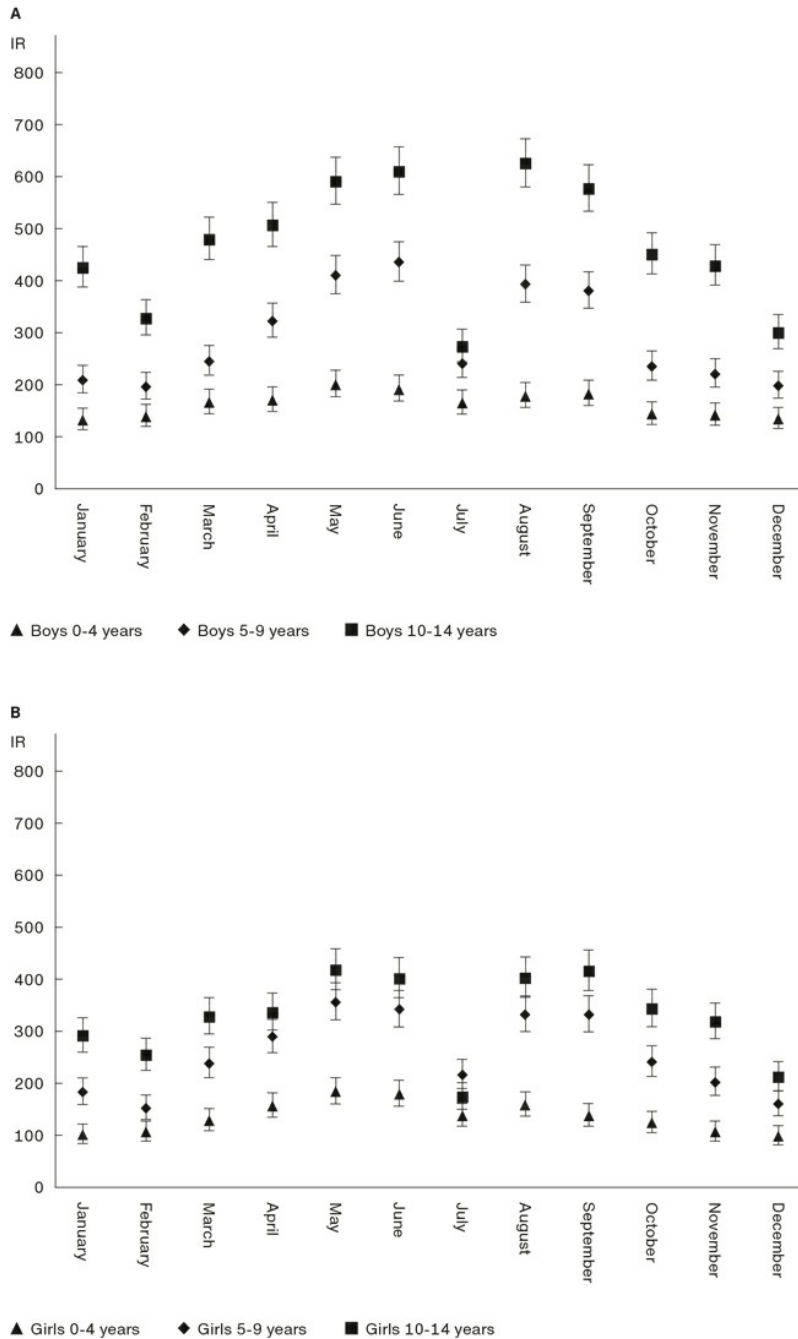 A
IR
800
700
600
500
400
300
200
100
0
January
February
March
April
May
June
July
August
September
October
November
December
▲ Boys 0-4 years ◆ Boys 5-9 years ■ Boys 10-14 years
B
IR
800
700
600
500
400
300
200
100
0
January
February
March
April
May
June
July
August
September
October
November
December
▲ Girls 0-4 years ◆ Girls 5-9 years ■ Girls 10-14 years